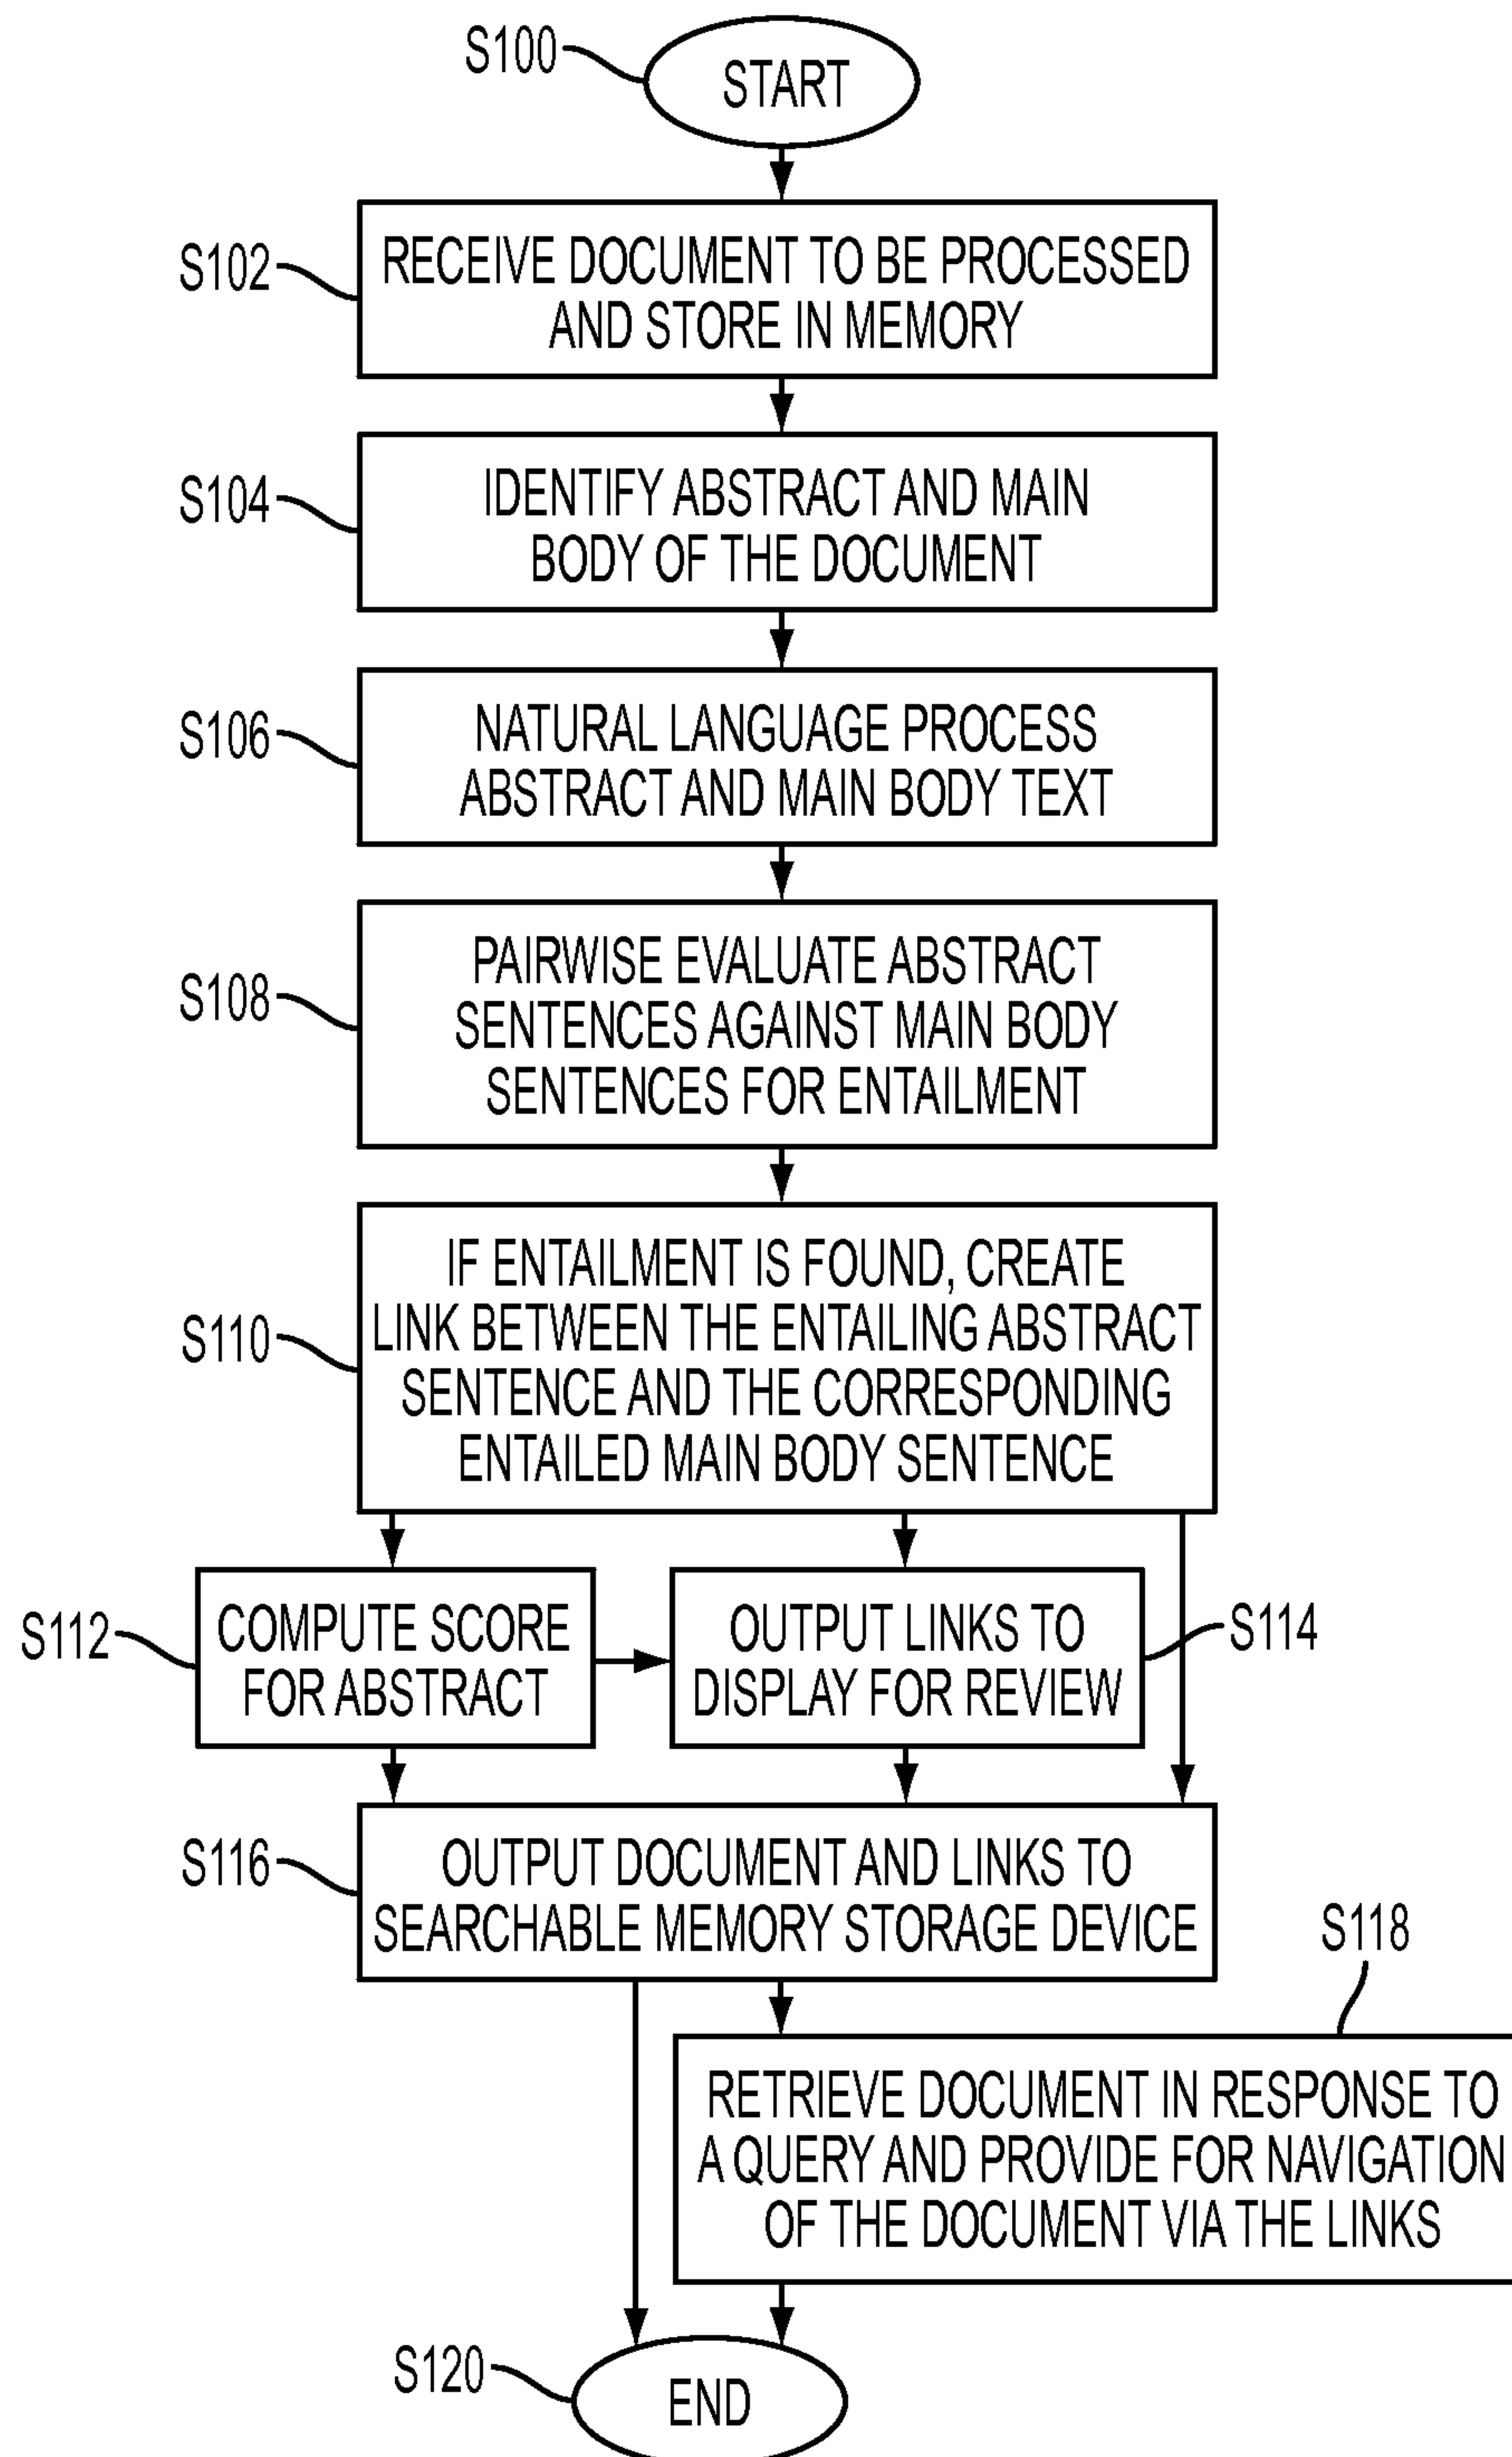 S100
START
S102
RECEIVE DOCUMENT TO BE PROCESSED
AND STORE IN MEMORY
S104
IDENTIFY ABSTRACT AND MAIN
BODY OF THE DOCUMENT
S106
NATURAL LANGUAGE PROCESS
ABSTRACT AND MAIN BODY TEXT
S108
PAIRWISE EVALUATE ABSTRACT
SENTENCES AGAINST MAIN BODY
SENTENCES FOR ENTAILMENT
S110
IF ENTAILMENT IS FOUND, CREATE
LINK BETWEEN THE ENTAILING ABSTRACT
SENTENCE AND THE CORRESPONDING
ENTAILED MAIN BODY SENTENCE
S112
COMPUTE SCORE
FOR ABSTRACT
OUTPUT LINKS TO
DISPLAY FOR REVIEW
S114
S116
OUTPUT DOCUMENT AND LINKS TO
SEARCHABLE MEMORY STORAGE DEVICE
S118
RETRIEVE DOCUMENT IN RESPONSE TO
A QUERY AND PROVIDE FOR NAVIGATION
OF THE DOCUMENT VIA THE LINKS
S120
END